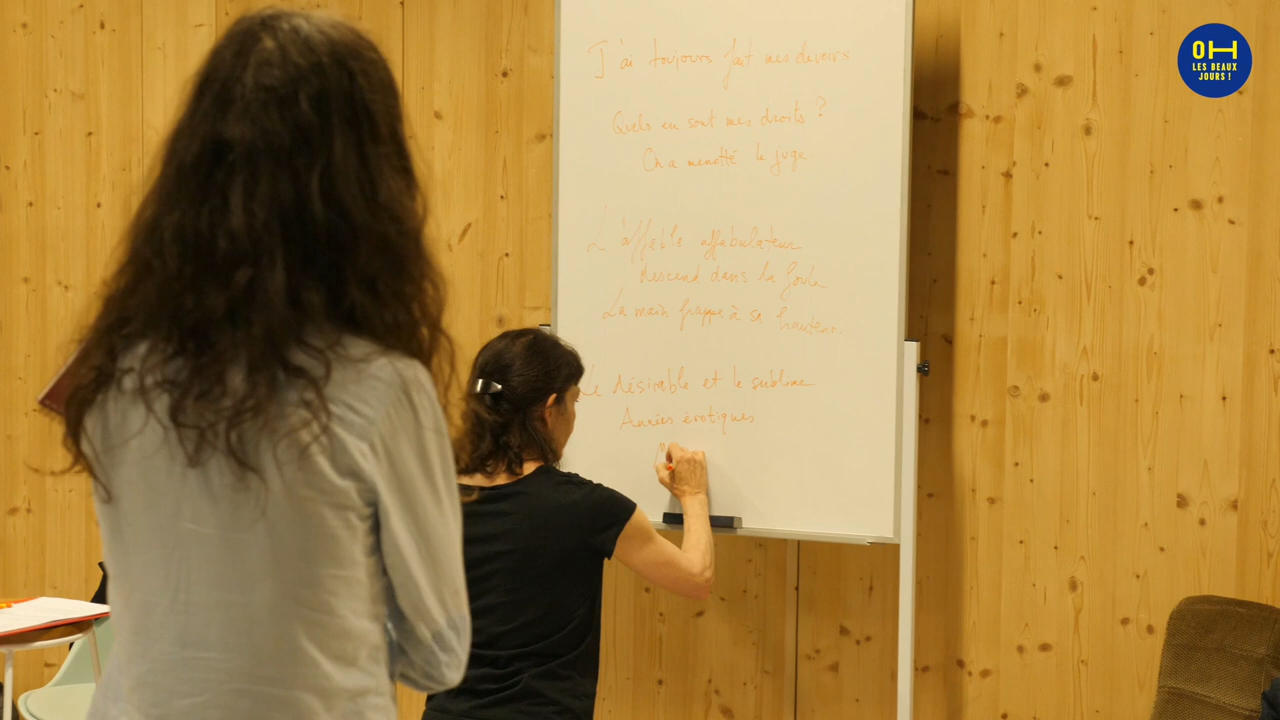 J'ai toujours fait mes devoirs
Quels en sont mes droits ?
On a menotté le juge
L'affable affabulateur
descend dans la foule
La main frappe à sa hauteur.
Le désirable et le sublime
Années érotiques
OH
LES BEAUX
JOURS !